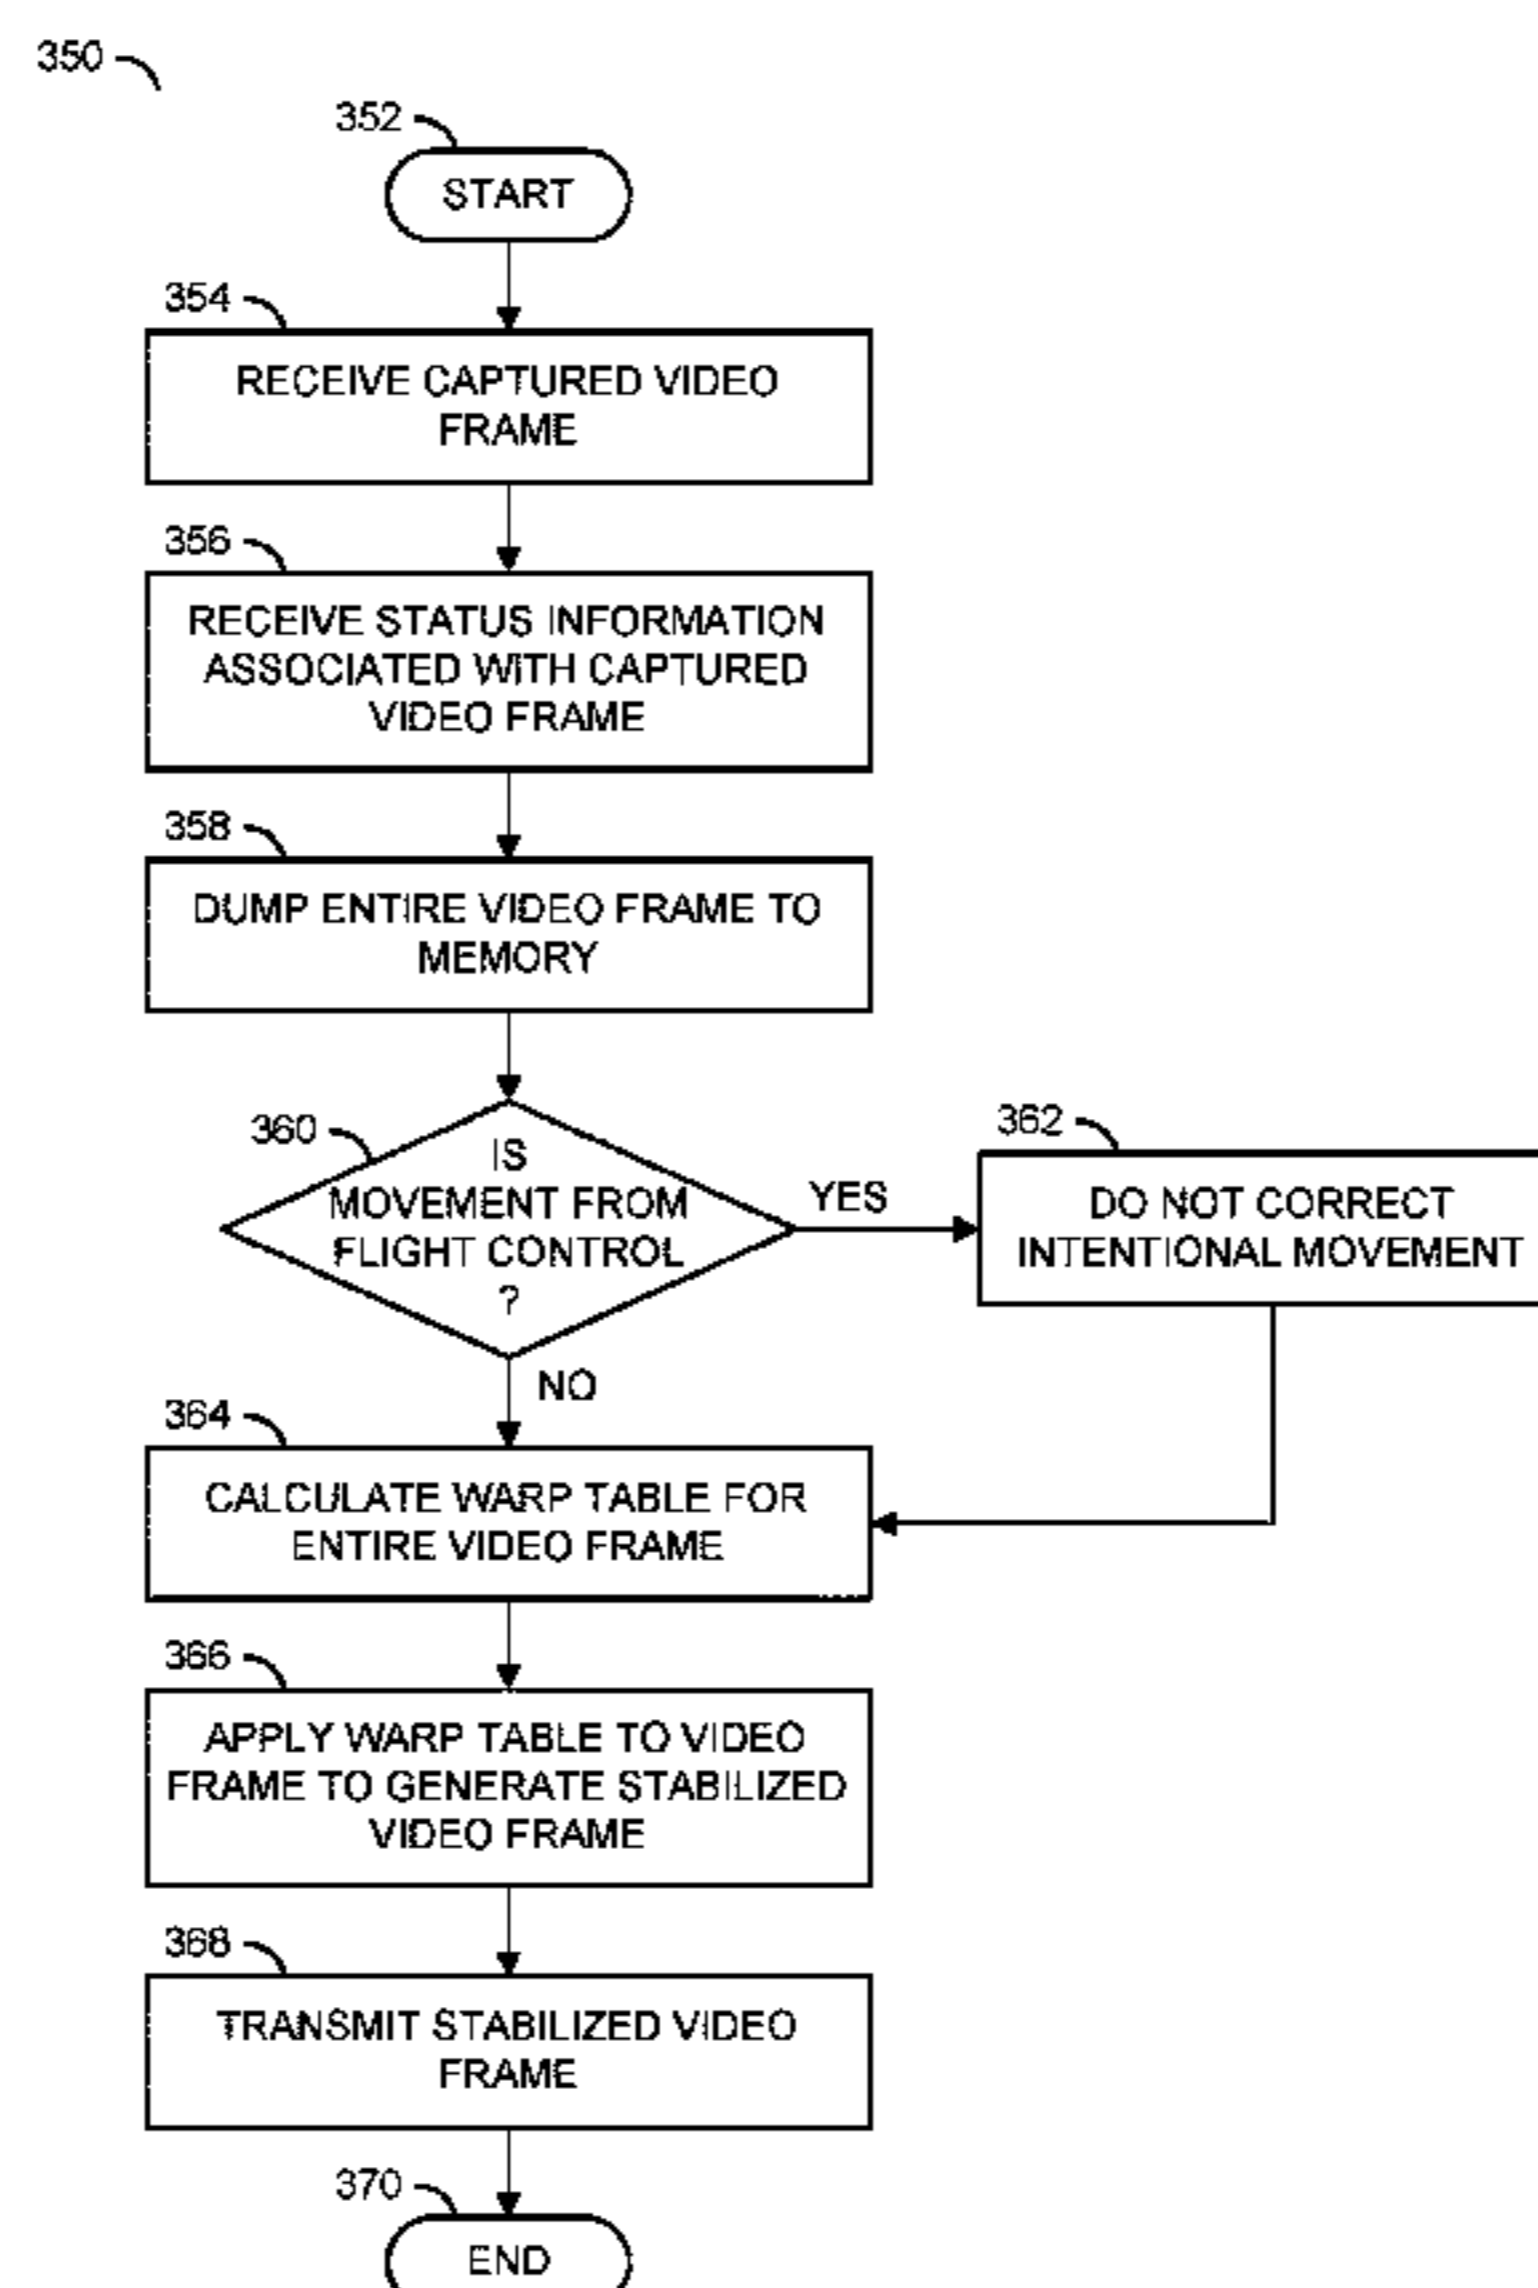 350
352
START
354
RECEIVE CAPTURED VIDEO
FRAME
356
RECEIVE STATUS INFORMATION
ASSOCIATED WITH CAPTURED
VIDEO FRAME
358
DUMP ENTIRE VIDEO FRAME TO
MEMORY
360
IS
MOVEMENT FROM
FLIGHT CONTROL
?
YES
362
DO NOT CORRECT
INTENTIONAL MOVEMENT
NO
364
CALCULATE WARP TABLE FOR
ENTIRE VIDEO FRAME
366
APPLY WARP TABLE TO VIDEO
FRAME TO GENERATE STABILIZED
VIDEO FRAME
368
TRANSMIT STABILIZED VIDEO
FRAME
370
END